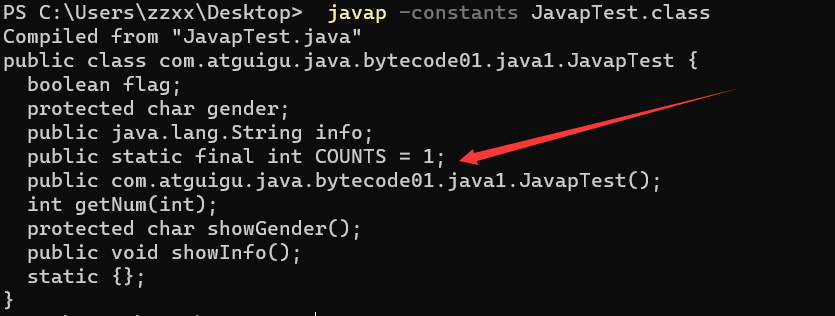 PS C:\Users\zzxx\Desktop>  javap -constants JavapTest.class
Compiled from "JavapTest.java"
public class com.atguigu.java.bytecode01.java1.JavapTest {
  boolean flag;
  protected char gender;
  public java.lang.String info;
  public static final int COUNTS = 1;
  public com.atguigu.java.bytecode01.java1.JavapTest();
  int getNum(int);
  protected char showGender();
  public void showInfo();
  static {};
}